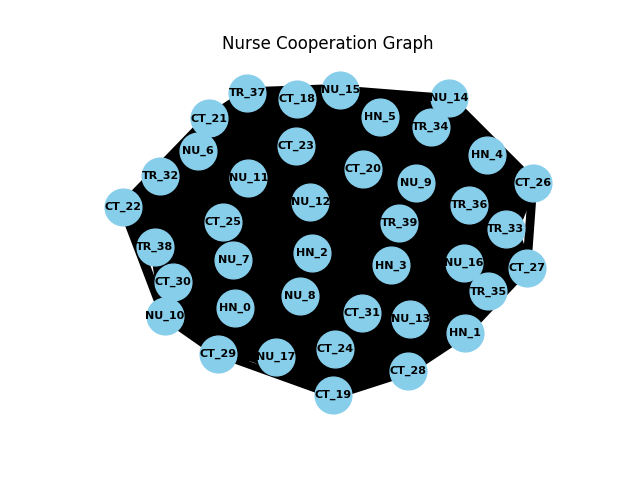 Nurse Cooperation Graph
NU_15
TR_37
CT_18
NU_14
HN_5
CT_21
TR_34
CT_23
NU_6
HN_4
CT_20
TR_32
NU_11
NU_9
CT_26
NU_12
TR_36
CT_22
CT_25
TR_39
TR_33
TR_38
HN_2
NU_7
NU_16
HN_3
CT_27
CT_30
TR_35
NU_8
HN_0
CT_31
NU_10
NU_13
HN_1
CT_24
CT_29
NU_17
CT_28
CT_19